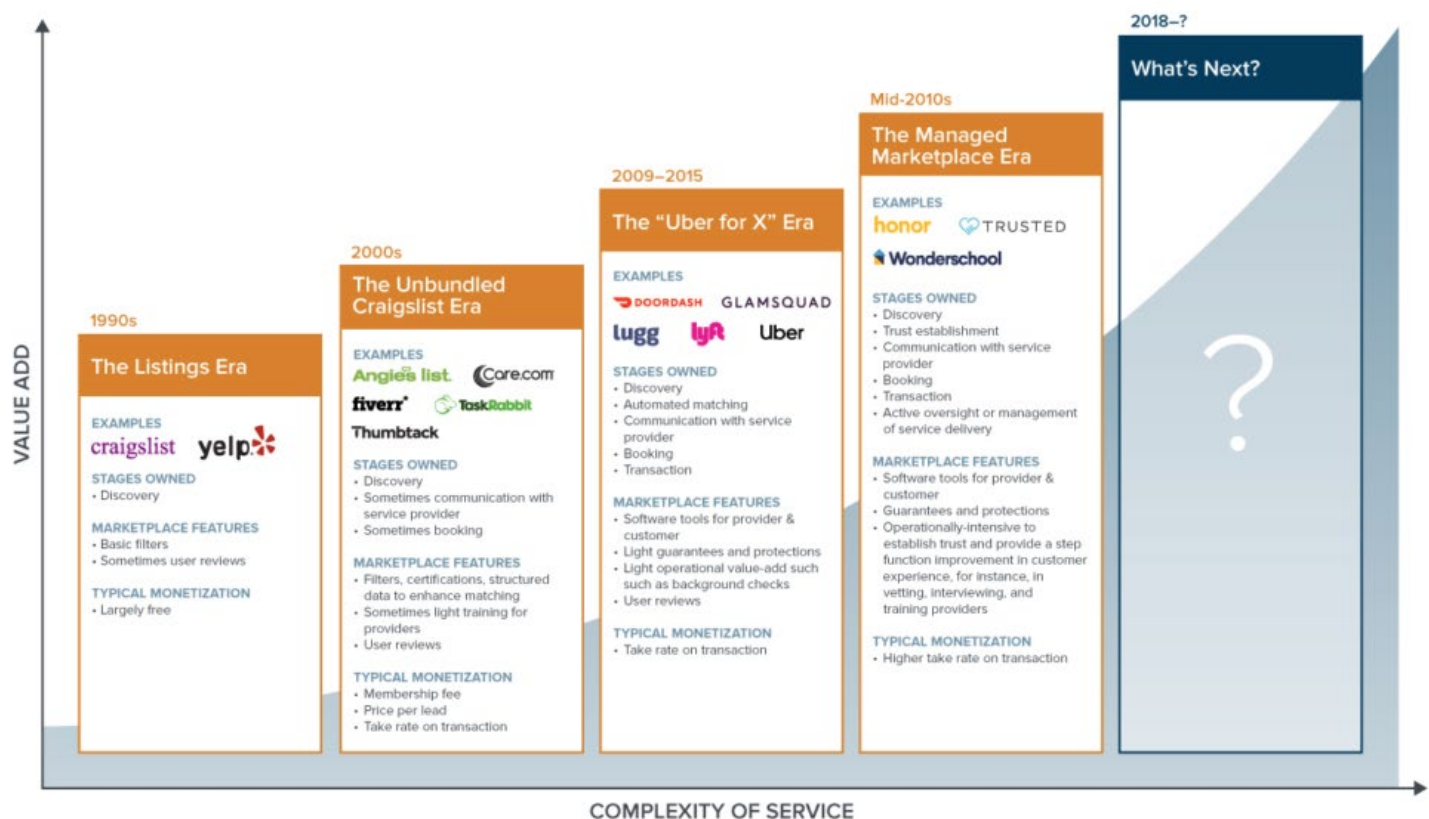 VALUE ADD
1990s
The Listings Era
EXAMPLES
craigslist yelp
STAGES OWNED
• Discovery
MARKETPLACE FEATURES
• Basic filters
• Sometimes user reviews
TYPICAL MONETIZATION
• Largely free
2000s
The Unbundled
Craigslist Era
EXAMPLES
Angie's list. Care.com
fiverr TaskRabbit
Thumbtack
STAGES OWNED
• Discovery
• Sometimes communication with
service provider
• Sometimes booking
MARKETPLACE FEATURES
• Filters, certifications, structured
data to enhance matching
• Sometimes light training for
providers
• User reviews
TYPICAL MONETIZATION
• Membership fee
• Price per lead
• Take rate on transaction
2009–2015
The “Uber for X” Era
EXAMPLES
DOORDASH GLAMSQUAD
lugg lyft Uber
STAGES OWNED
• Discovery
• Automated matching
• Communication with service
provider
• Booking
• Transaction
MARKETPLACE FEATURES
• Software tools for provider &
customer
• Light guarantees and protections
• Light operational value-add such
such as background checks
• User reviews
TYPICAL MONETIZATION
• Take rate on transaction
Mid-2010s
The Managed
Marketplace Era
EXAMPLES
honor TRUSTED
Wonderschool
STAGES OWNED
• Discovery
• Trust establishment
• Communication with service
provider
• Booking
• Transaction
• Active oversight or management
of service delivery
MARKETPLACE FEATURES
• Software tools for provider &
customer
• Guarantees and protections
• Operationally-intensive to
establish trust and provide a step
function improvement in customer
experience, for instance, in
vetting, interviewing, and
training providers
TYPICAL MONETIZATION
• Higher take rate on transaction
2018–?
What’s Next?
?
COMPLEXITY OF SERVICE